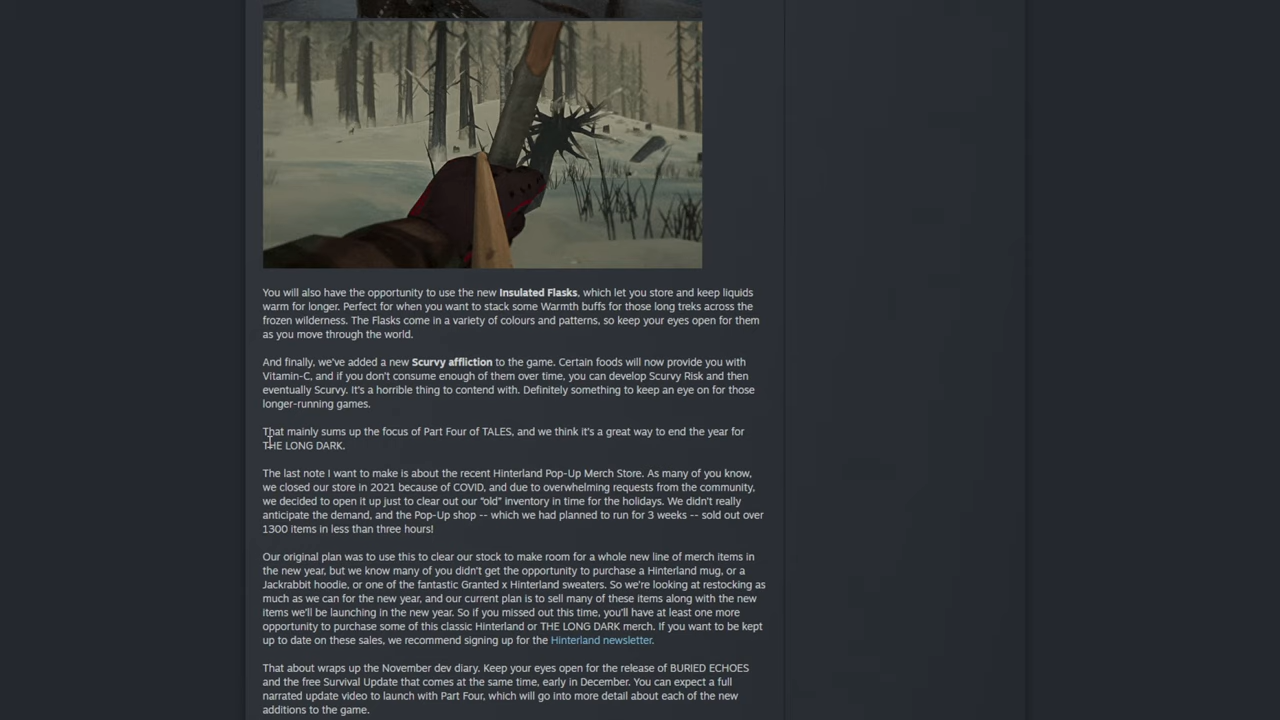 You will also have the opportunity to use the new Insulated Flasks, which let you store and keep liquids
warm for longer. Perfect for when you want to stack some Warmth buffs for those long treks across the
frozen wilderness. The Flasks come in a variety of colours and patterns, so keep your eyes open for them
as you move through the world.
And finally, we've added a new Scurvy affliction to the game. Certain foods will now provide you with
Vitamin-C, and if you don't consume enough of them over time, you can develop Scurvy Risk and then
eventually Scurvy. It's a horrible thing to contend with. Definitely something to keep an eye on for those
longer-running games.
That mainly sums up the focus of Part Four of TALES, and we think it's a great way to end the year for
THE LONG DARK.
The last note I want to make is about the recent Hinterland Pop-Up Merch Store. As many of you know,
we closed our store in 2021 because of COVID, and due to overwhelming requests from the community,
we decided to open it up just to clear out our "old" inventory in time for the holidays. We didn't really
anticipate the demand, and the Pop-Up shop -- which we had planned to run for 3 weeks -- sold out over
1300 items in less than three hours!
Our original plan was to use this to clear our stock to make room for a whole new line of merch items in
the new year, but we know many of you didn't get the opportunity to purchase a Hinterland mug, or a
Jackrabbit hoodie, or one of the fantastic Granted x Hinterland sweaters. So we're looking at restocking as
much as we can for the new year, and our current plan is to sell many of these items along with the new
items we'll be launching in the new year. So if you missed out this time, you'll have at least one more
opportunity to purchase some of this classic Hinterland or THE LONG DARK merch. If you want to be kept
up to date on these sales, we recommend signing up for the Hinterland newsletter.
That about wraps up the November dev diary. Keep your eyes open for the release of BURIED ECHOES
and the free Survival Update that comes at the same time, early in December. You can expect a full
narrated update video to launch with Part Four, which will go into more detail about each of the new
additions to the game.